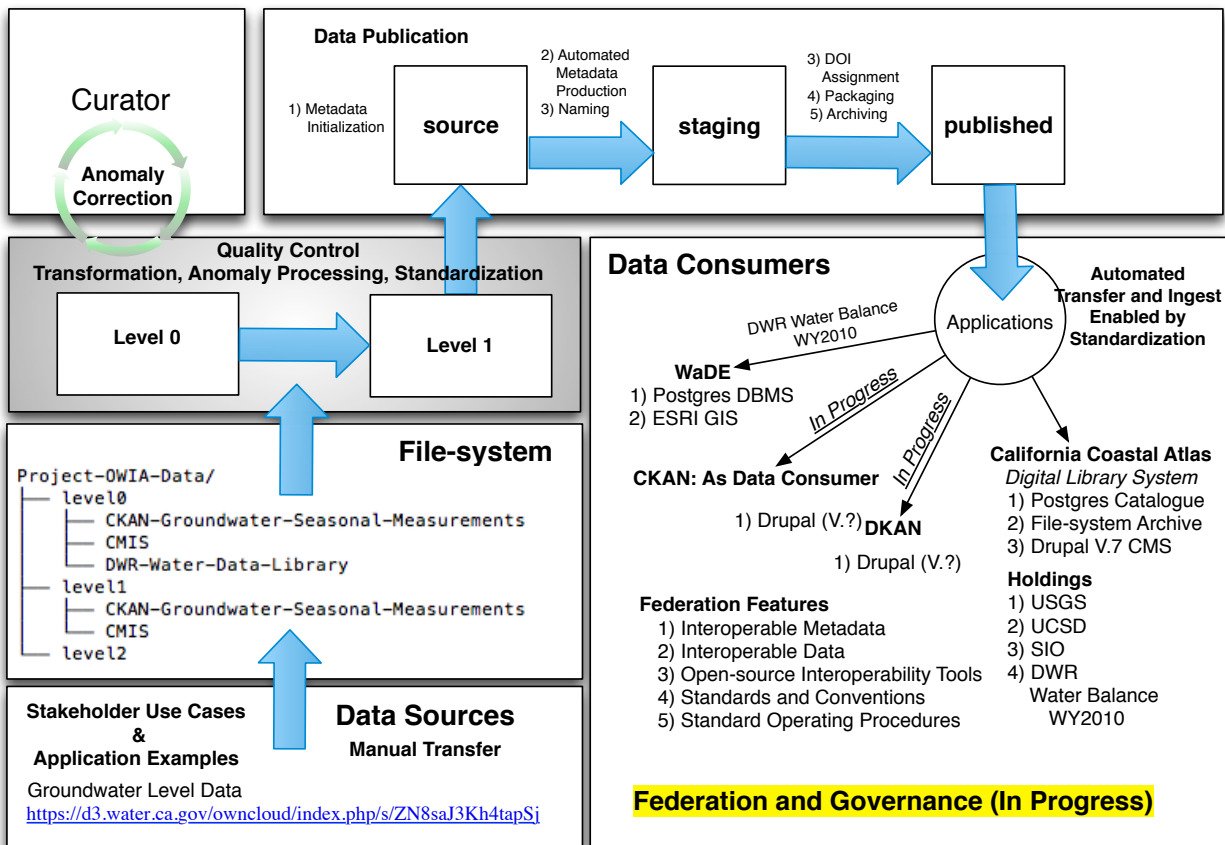 Curator
Anomaly
Correction
Data Publication
1) Metadata
Initialization
source
2) Automated
Metadata
Production
3) Naming
staging
3) DOI
Assignment
4) Packaging
5) Archiving
published
Quality Control
Transformation, Anomaly Processing, Standardization
Level 0
Level 1
File-system
Project-OWIA-Data/
├── level0
│   ├── CKAN-Groundwater-Seasonal-Measurements
│   ├── CMIS
│   └── DWR-Water-Data-Library
├── level1
│   ├── CKAN-Groundwater-Seasonal-Measurements
│   └── CMIS
└── level2
Stakeholder Use Cases
&
Application Examples
Data Sources
Manual Transfer
Groundwater Level Data
https://d3.water.ca.gov/owncloud/index.php/s/ZN8saJ3Kh4tapSj
Data Consumers
Applications
Automated
Transfer and Ingest
Enabled by
Standardization
DWR Water Balance
WY2010
WaDE
1) Postgres DBMS
2) ESRI GIS
In Progress
In Progress
CKAN: As Data Consumer
1) Drupal (V.?)
DKAN
1) Drupal (V.?)
California Coastal Atlas
Digital Library System
1) Postgres Catalogue
2) File-system Archive
3) Drupal V.7 CMS
Holdings
1) USGS
2) UCSD
3) SIO
4) DWR
Water Balance
WY2010
Federation Features
1) Interoperable Metadata
2) Interoperable Data
3) Open-source Interoperability Tools
4) Standards and Conventions
5) Standard Operating Procedures
Federation and Governance (In Progress)